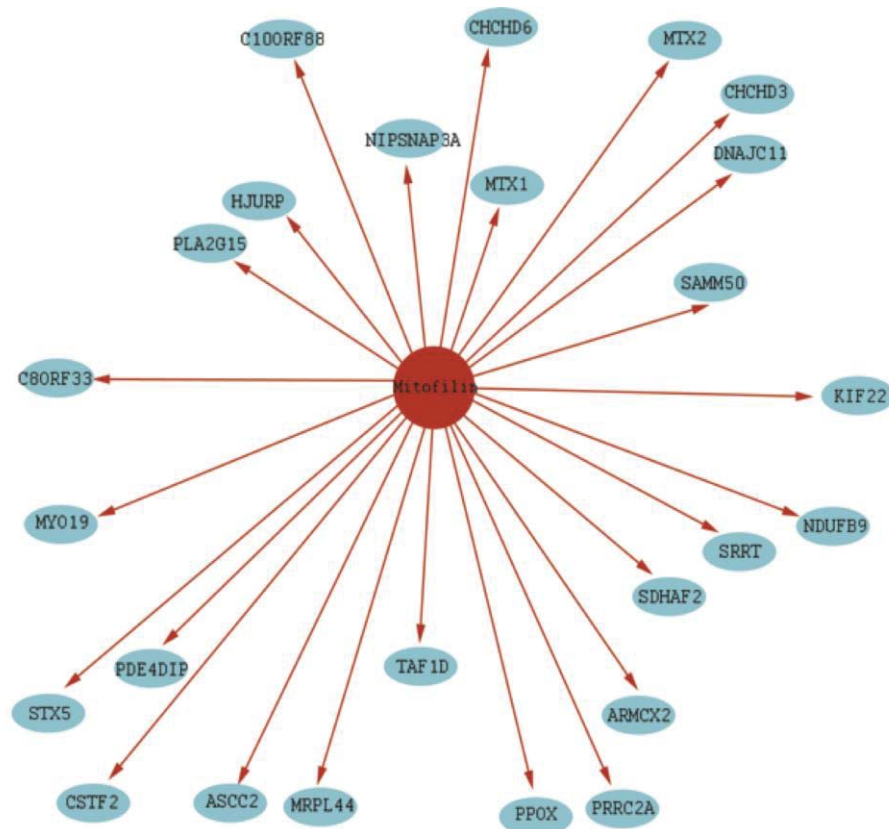 CHCHD6
C10ORF88
MTX2
CHCHD3
NIPSNAP3A
DNAJC11
MTX1
HJURP
PLA2G15
SAMM50
C8ORF33
Mitofilin
KIF22
MYO19
NDUFB9
SRRT
SDHAF2
TAF1D
PDE4DIP
STX5
ARMCX2
CSTF2
ASCC2
MRPL44
PPOX
PRRC2A